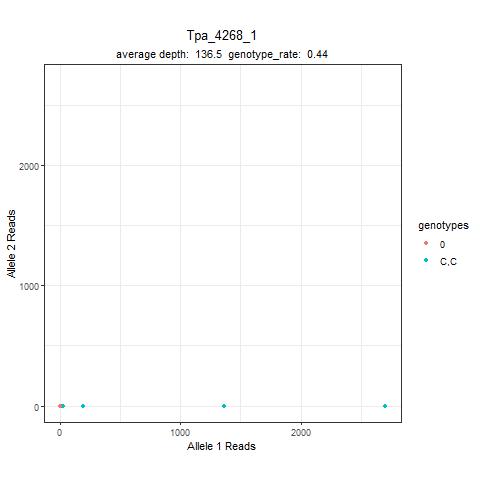 Tpa_4268_1
average depth: 136.5 genotype_rate: 0.44
Allele 2 Reads
2000
1000
0
0 1000 2000
Allele 1 Reads
genotypes
0
C,C